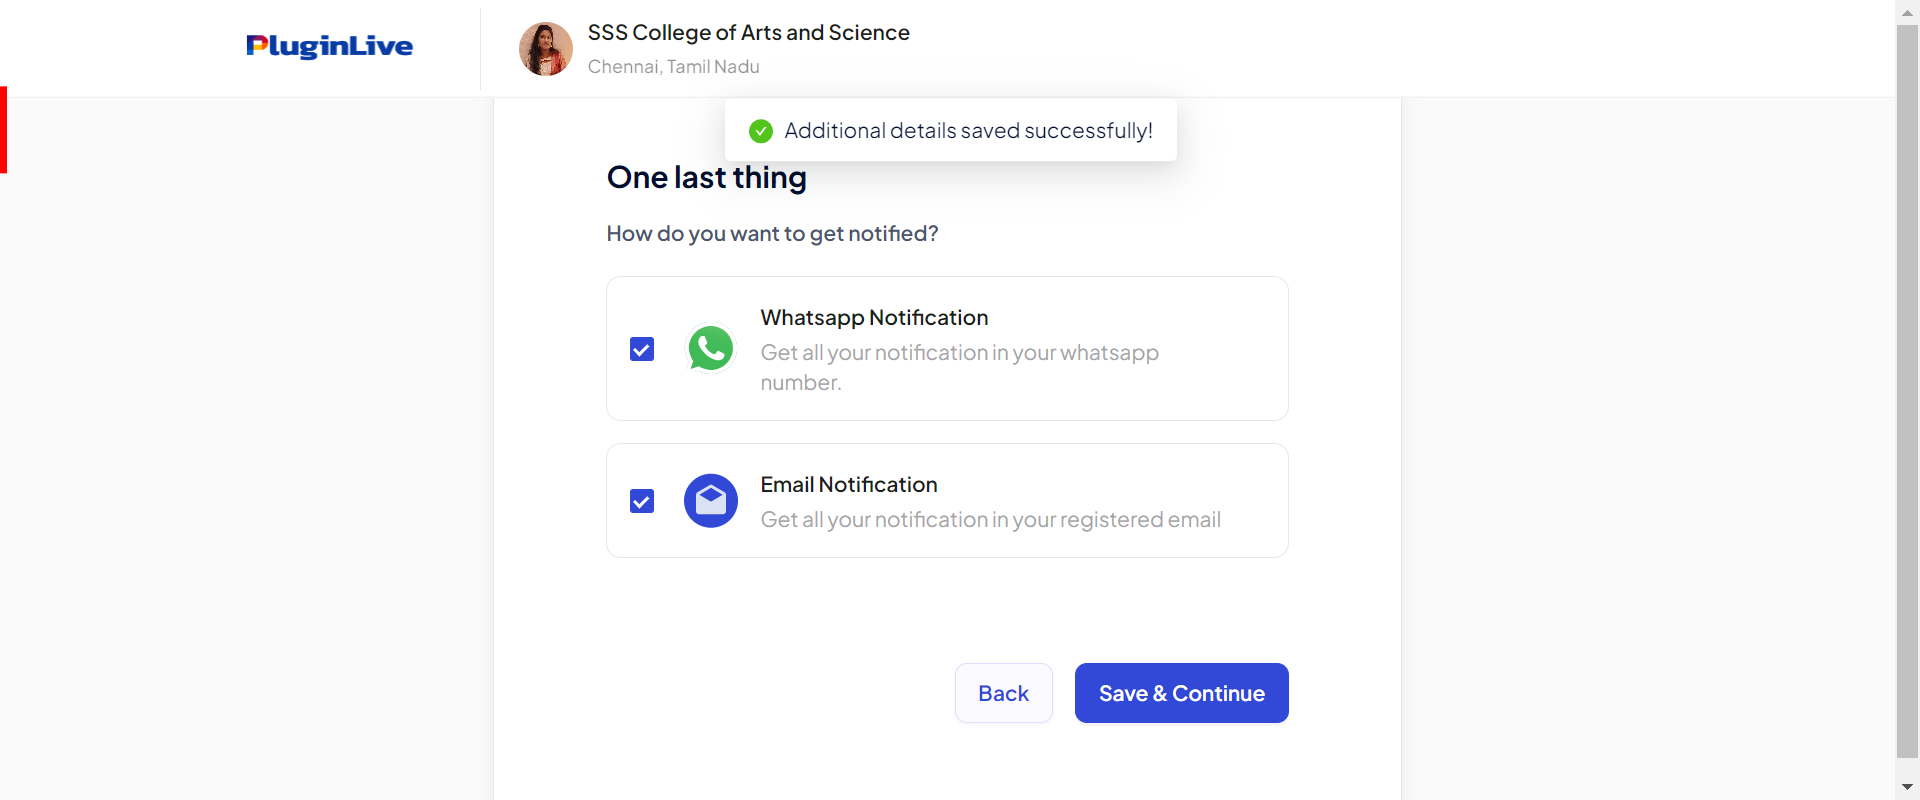 PluginLive
SSS College of Arts and Science
Chennai, Tamil Nadu
Additional details saved successfully!
One last thing
How do you want to get notified?
Whatsapp Notification
Get all your notification in your whatsapp
number.
Email Notification
Get all your notification in your registered email
Back
Save & Continue